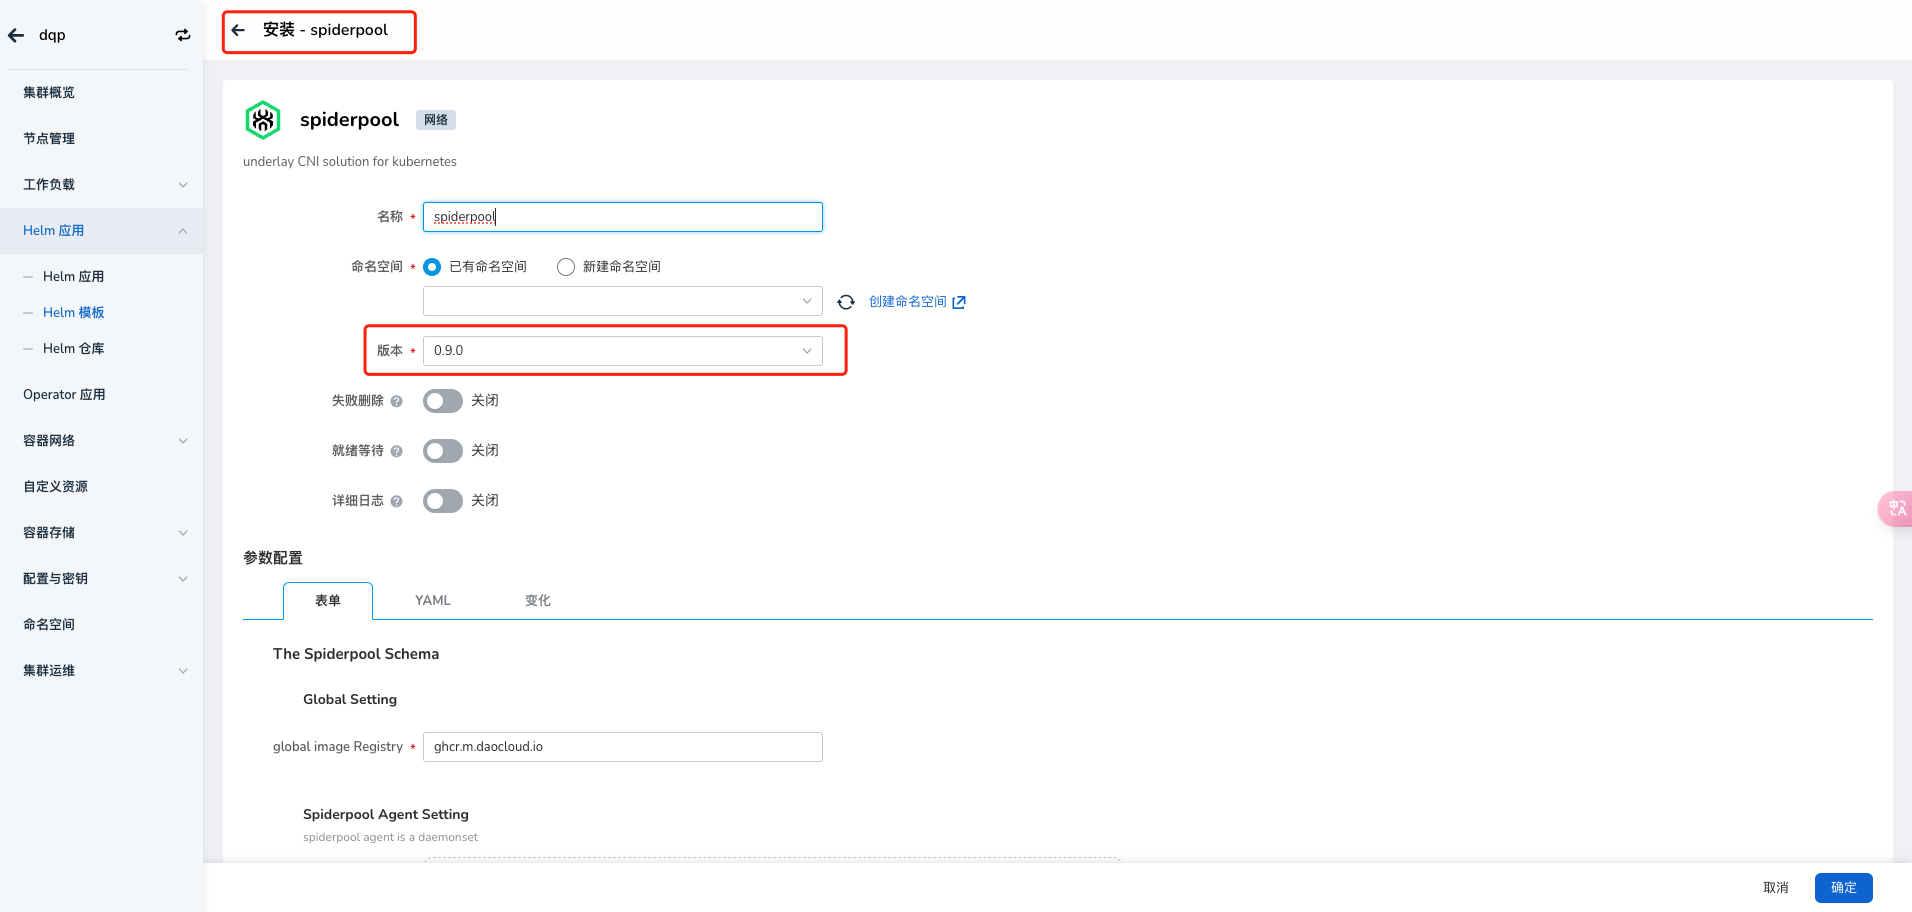 dqp
集群概览
节点管理
工作负载
Helm 应用
Helm 应用
Helm 模板
Helm 仓库
Operator 应用
容器网络
自定义资源
容器存储
配置与密钥
命名空间
集群运维
安装 - spiderpool
spiderpool 网络
underlay CNI solution for kubernetes
名称 * spiderpool
命名空间 * 已有命名空间 新建命名空间
创建命名空间
版本 * 0.9.0
失败删除 ? 关闭
就绪等待 ? 关闭
详细日志 ? 关闭
参数配置
表单 YAML 变化
The Spiderpool Schema
Global Setting
global image Registry * ghcr.m.daocloud.io
Spiderpool Agent Setting
spiderpool agent is a daemonset
取消 确定
中A